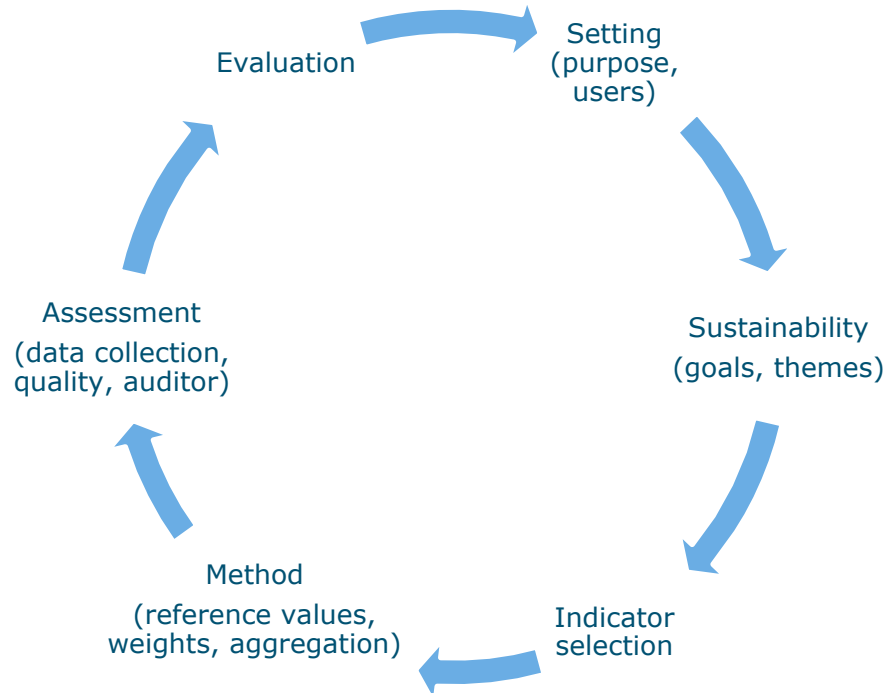 Evaluation
Setting
(purpose,
users)
Sustainability
(goals, themes)
Indicator
selection
Method
(reference values,
weights, aggregation)
Assessment
(data collection,
quality, auditor)